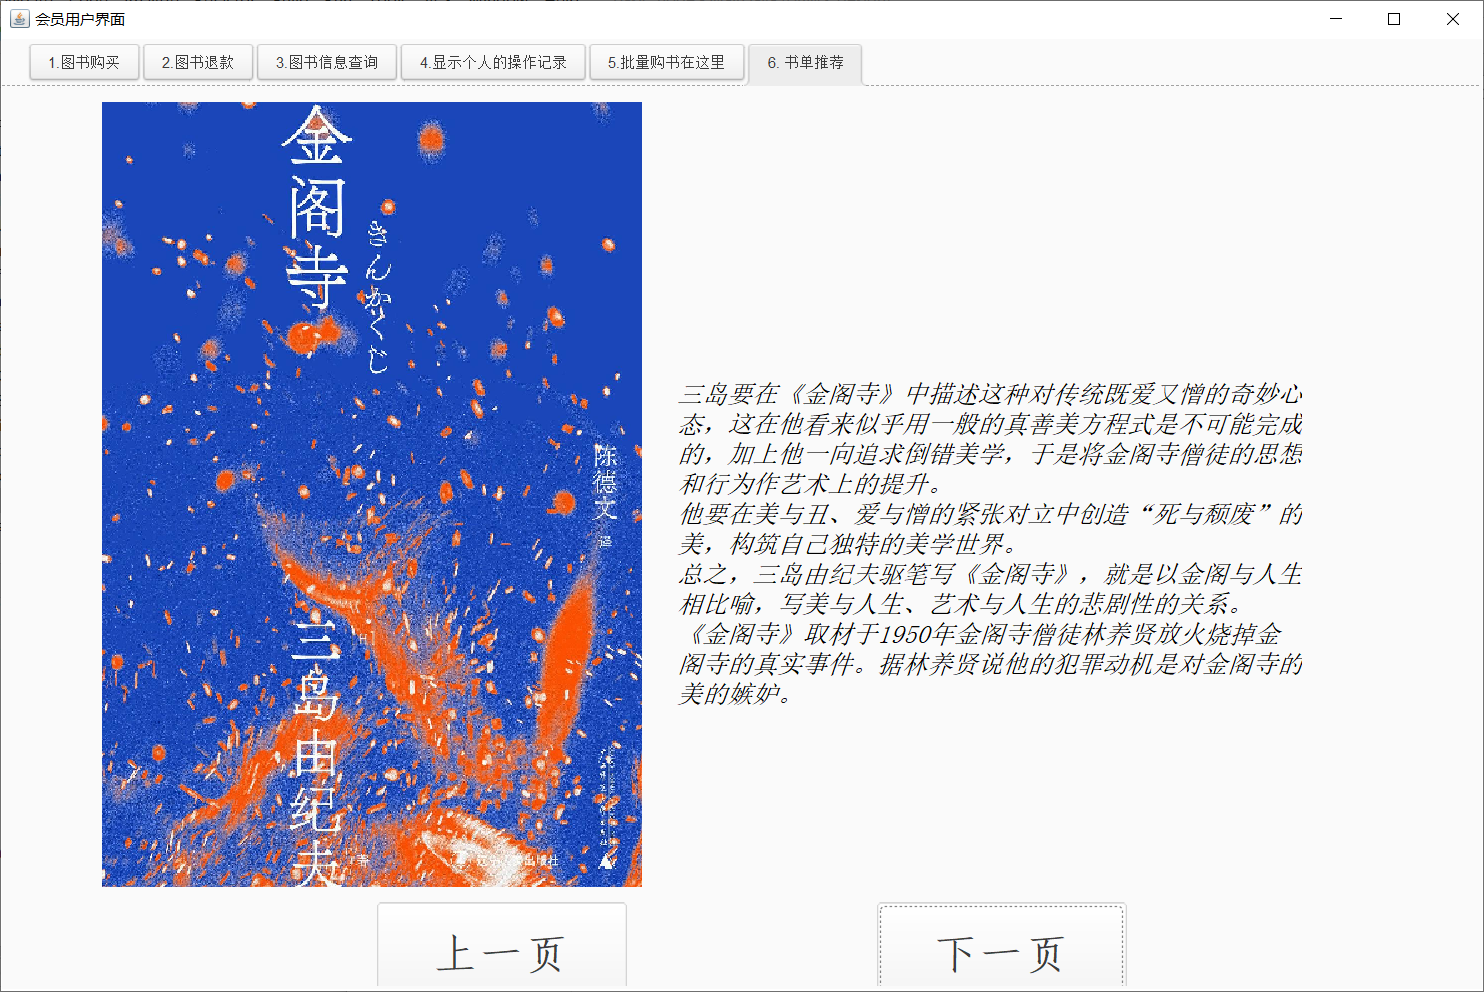 会员用户界面
1.图书购买
2.图书退款
3.图书信息查询
4.显示个人的操作记录
5.批量购书在这里
6. 书单推荐
金阁寺
きんかくじ
陈德文
译
三岛由纪夫
三岛要在《金阁寺》中描述这种对传统既爱又憎的奇妙心
态，这在他看来似乎用一般的真善美方程式是不可能完成
的，加上他一向追求倒错美学，于是将金阁寺僧徒的思想
和行为作艺术上的提升。
他要在美与丑、爱与憎的紧张对立中创造“死与颓废”的
美，构筑自己独特的美学世界。
总之，三岛由纪夫驱笔写《金阁寺》，就是以金阁与人生
相比喻，写美与人生、艺术与人生的悲剧性的关系。
《金阁寺》取材于1950年金阁寺僧徒林养贤放火烧掉金
阁寺的真实事件。据林养贤说他的犯罪动机是对金阁寺的
美的嫉妒。
上一页
下一页